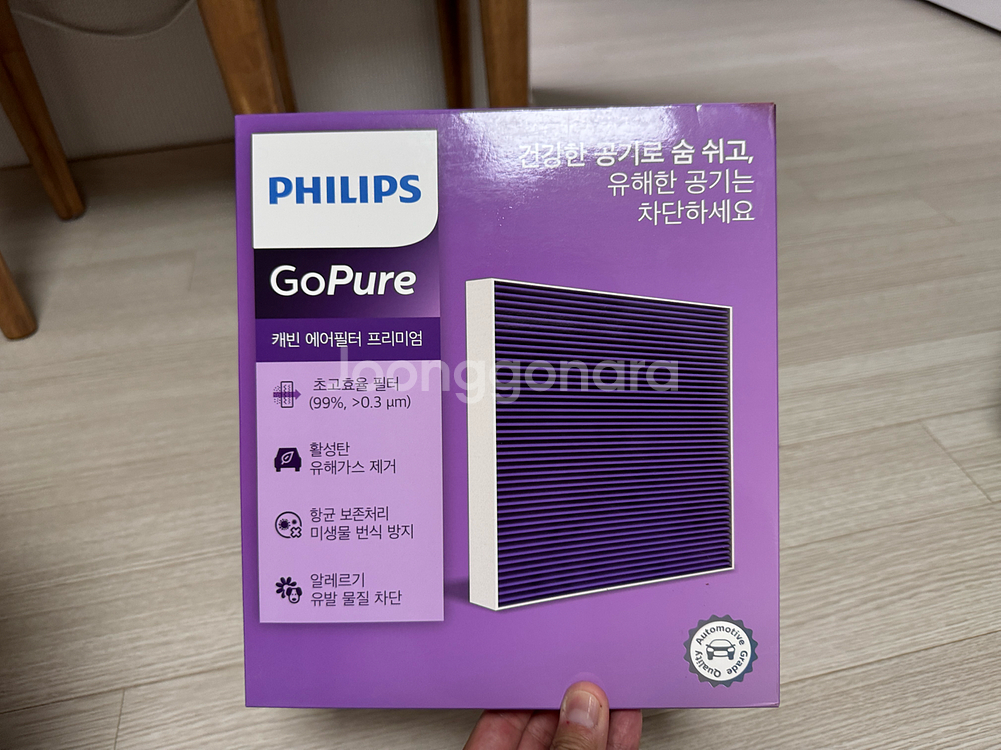 PHILIPS
GoPure
캐빈 에어필터 프리미엄
초고효율 필터
(99%, >0.3 μm)
활성탄
유해가스 제거
항균 보존처리
미생물 번식 방지
알레르기
유발 물질 차단
건강한 공기로 숨 쉬고,
유해한 공기는
차단하세요
Automotive Grade Quality
joonggonara